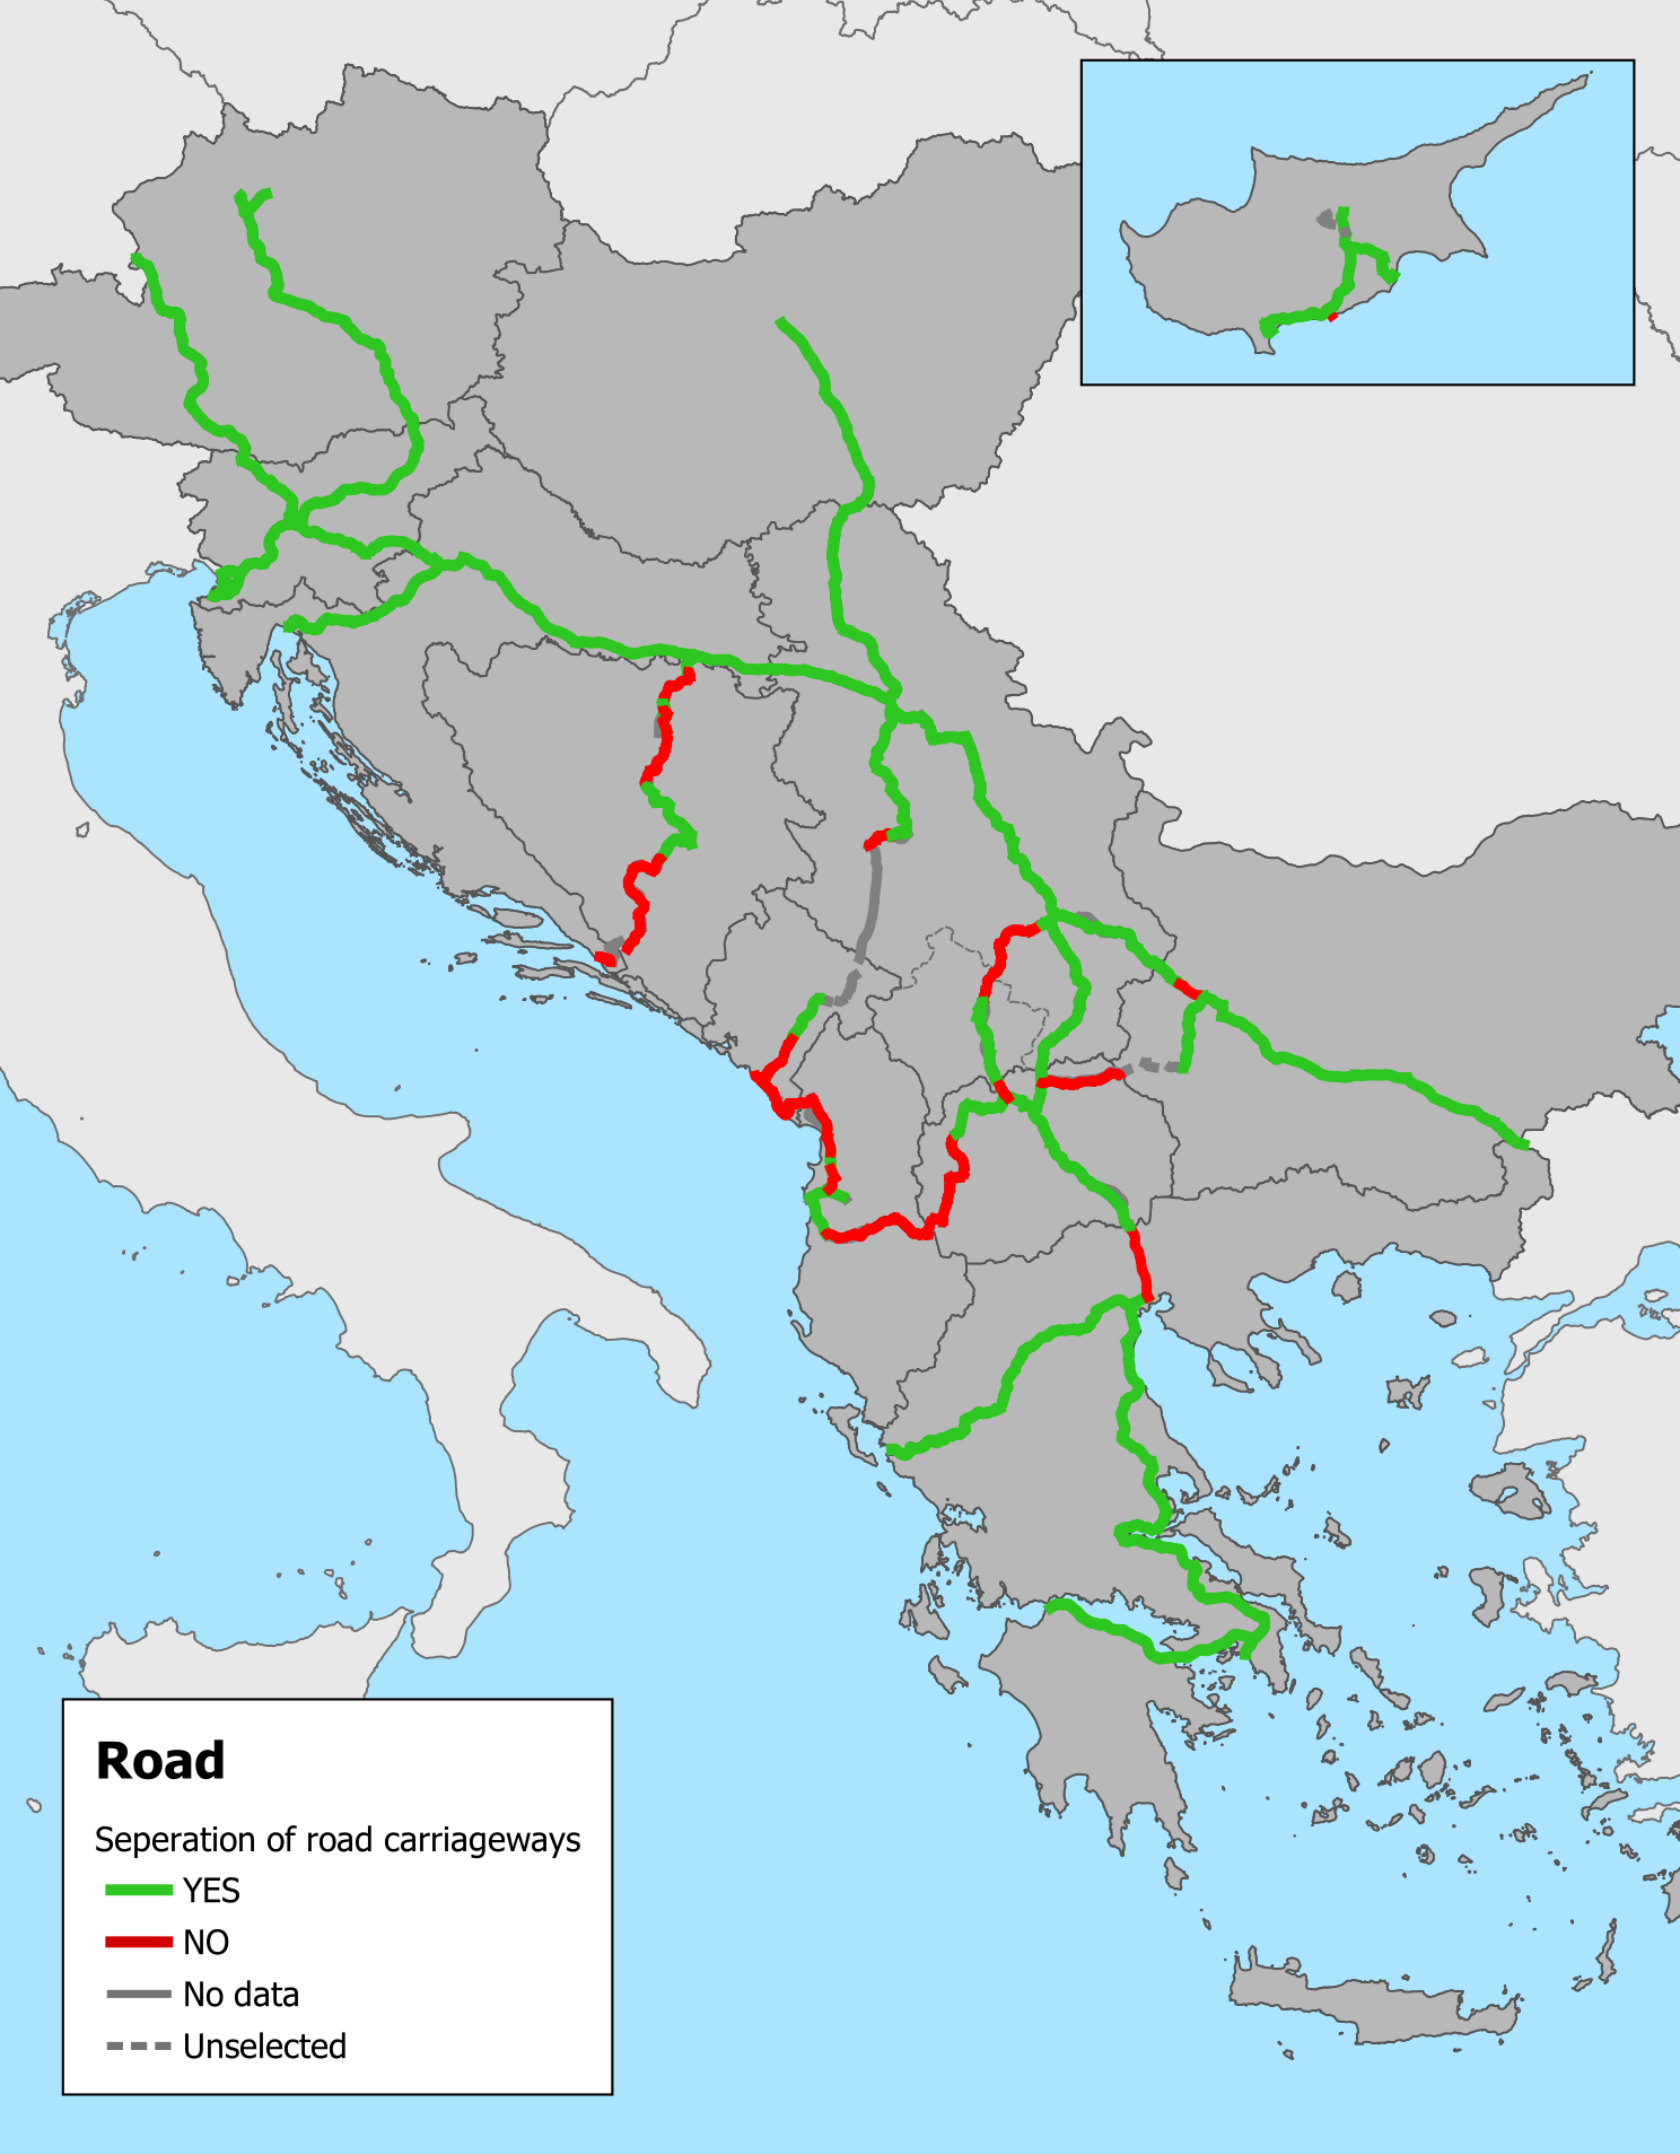 Road
Seperation of road carriageways
YES
NO
No data
Unselected